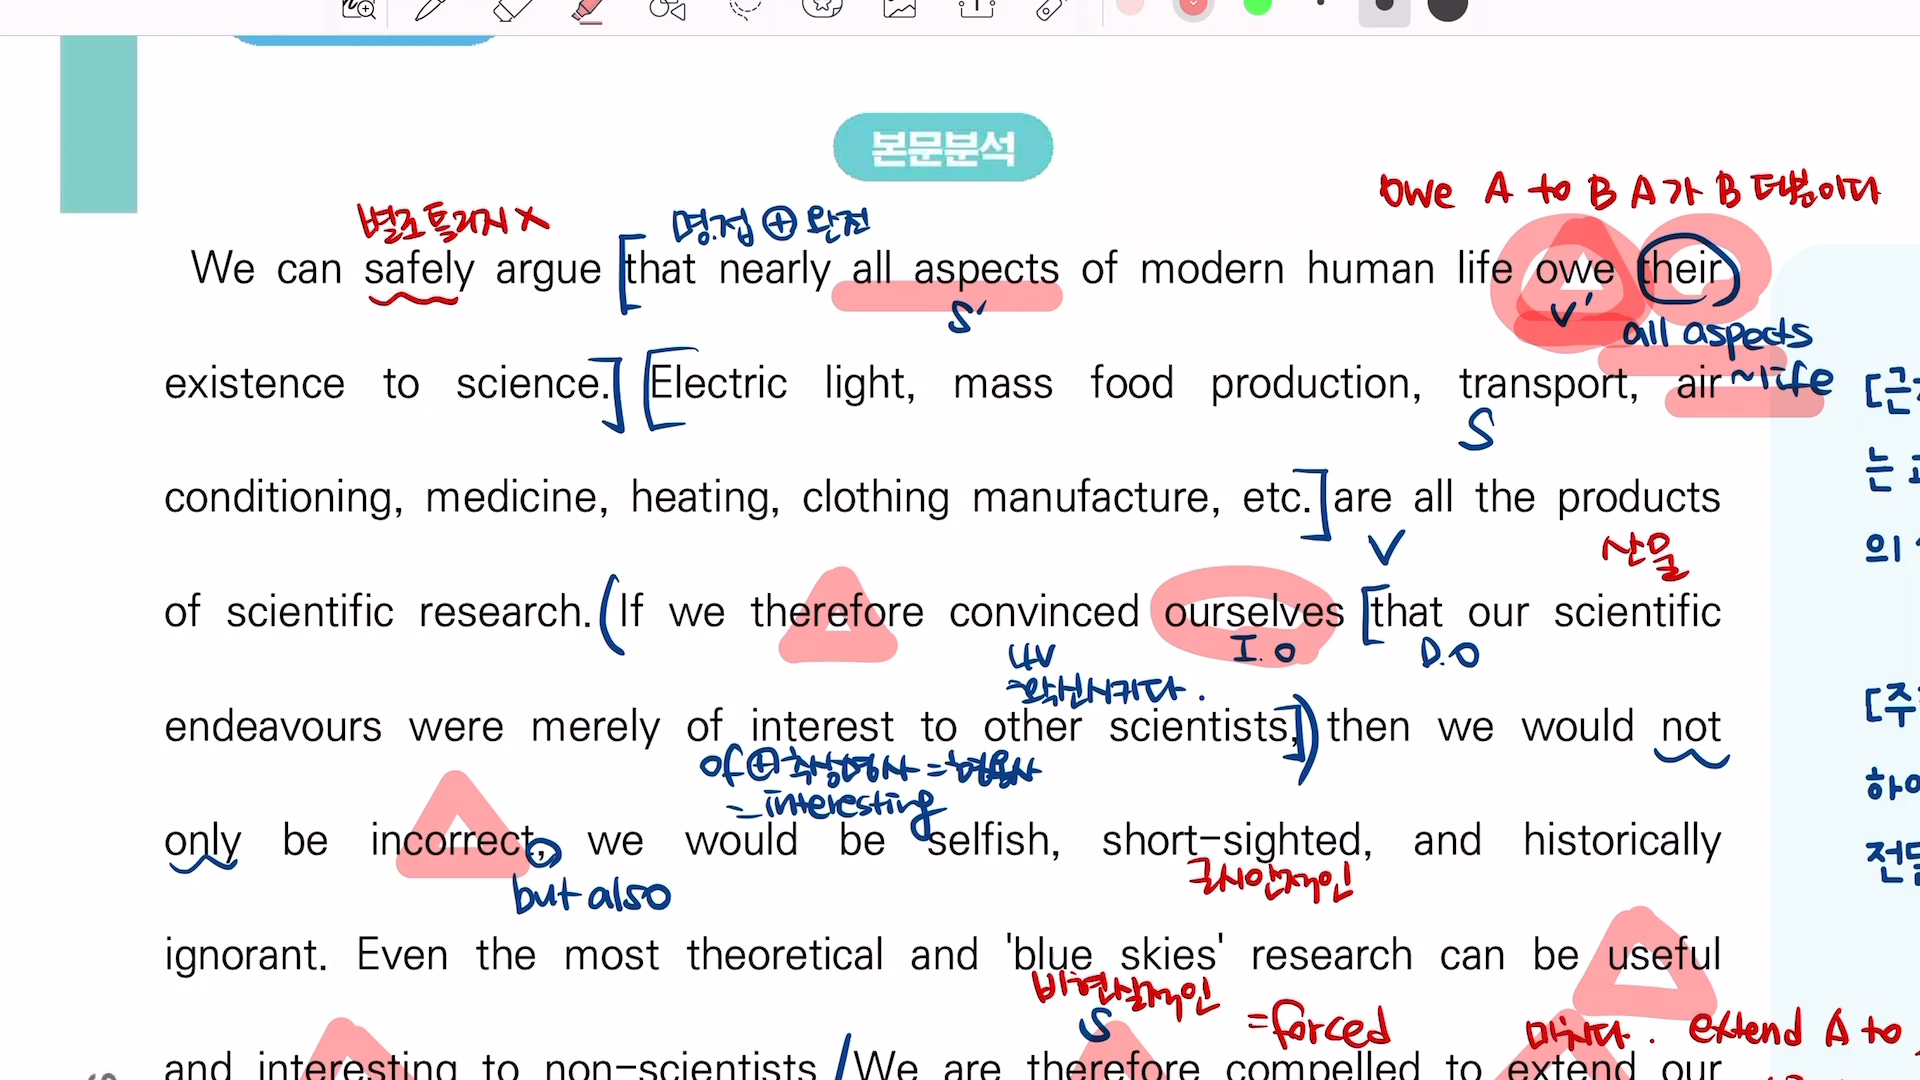 본문분석
owe A to B A가 B 덕분이다
별로 틀리지 X
명.접 ⊕ 완전
We can safely argue that nearly all aspects of modern human life owe their
S' V' all aspects
existence to science. Electric light, mass food production, transport, air ~life
[근
S
는
conditioning, medicine, heating, clothing manufacture, etc. are all the products
V 산물
의
of scientific research. (If we therefore convinced ourselves [that our scientific
4V I.O D.O
=확신시키다.
endeavours were merely of interest to other scientists,]) then we would not
[주
of ⊕ 추상명사 = 형용사
= interesting
하
only be incorrect, we would be selfish, short-sighted, and historically
but also 근시안적인
전달
ignorant. Even the most theoretical and 'blue skies' research can be useful
비현실적인
S =forced 미치다. extend A to
and interesting to non-scientists / We are therefore compelled to extend our